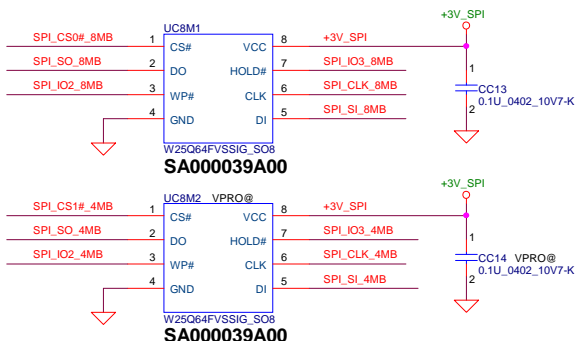 UC8M1
+3V_SPI
SPI_CS0#_8MB 1 CS# VCC 8 +3V_SPI
SPI_SO_8MB 2 DO HOLD# 7 SPI_IO3_8MB 1
SPI_IO2_8MB 3 WP# CLK 6 SPI_CLK_8MB CC13
4 GND DI 5 SPI_SI_8MB 2 0.1U_0402_10V7-K
W25Q64FVSSIG_SO8
SA000039A00
UC8M2 VPRO@
+3V_SPI
SPI_CS1#_4MB 1 CS# VCC 8 +3V_SPI
SPI_SO_4MB 2 DO HOLD# 7 SPI_IO3_4MB 1
SPI_IO2_4MB 3 WP# CLK 6 SPI_CLK_4MB CC14 VPRO@
4 GND DI 5 SPI_SI_4MB 2 0.1U_0402_10V7-K
W25Q64FVSSIG_SO8
SA000039A00